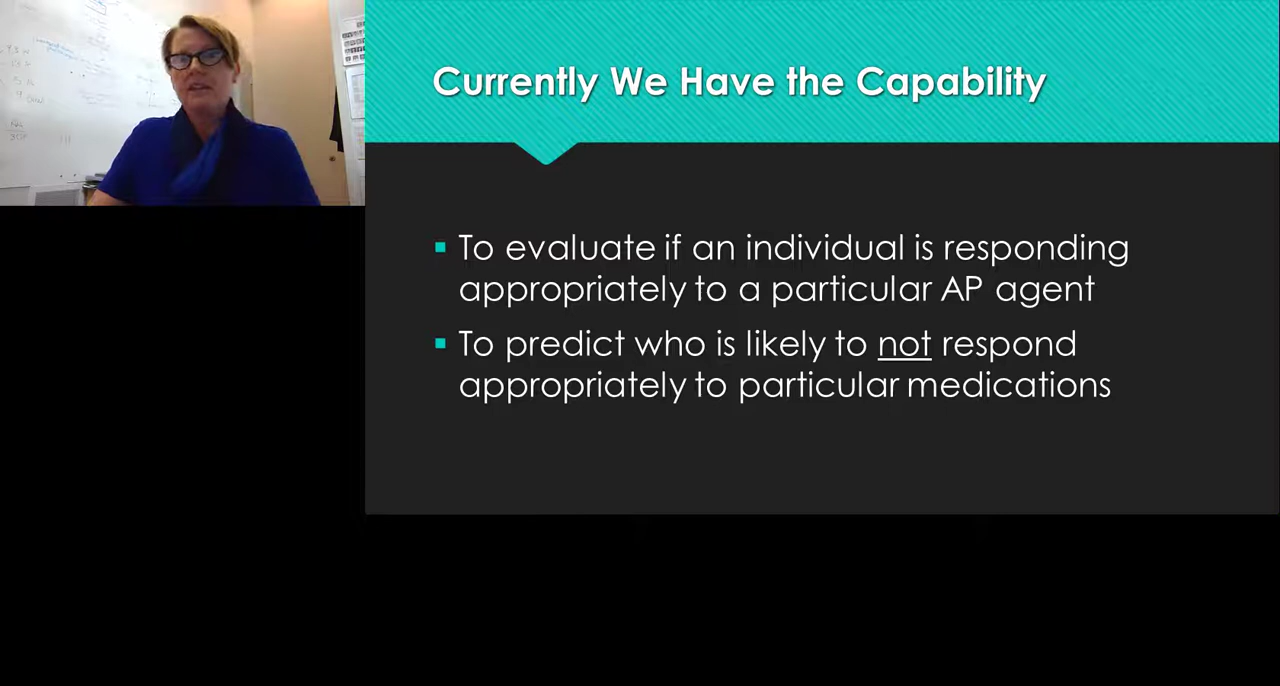 Currently We Have the Capability
▪ To evaluate if an individual is responding
appropriately to a particular AP agent
▪ To predict who is likely to not respond
appropriately to particular medications